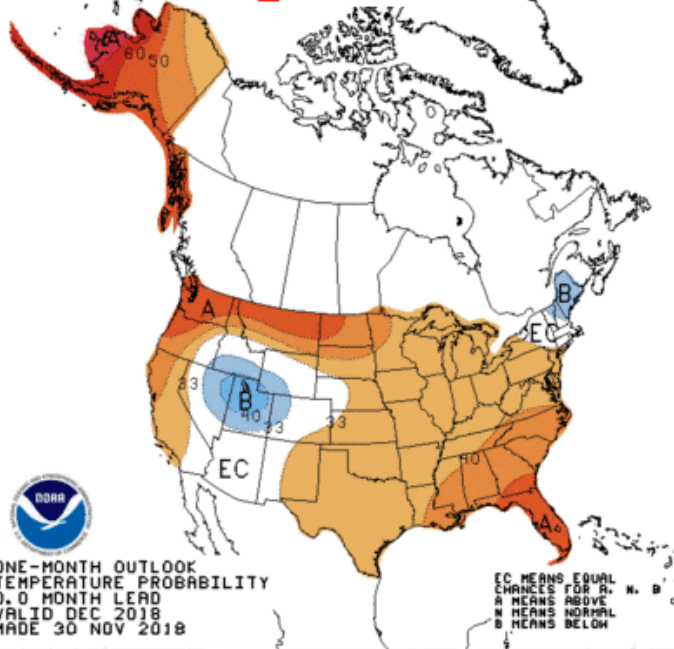 A
60 50
A
B
EC
33
B
40
33
33
EC
40
A
NOAA
ONE-MONTH OUTLOOK
TEMPERATURE PROBABILITY
0.0 MONTH LEAD
VALID DEC 2018
MADE 30 NOV 2018
EC MEANS EQUAL
CHANCES FOR A, N, B
A MEANS ABOVE
N MEANS NORMAL
B MEANS BELOW